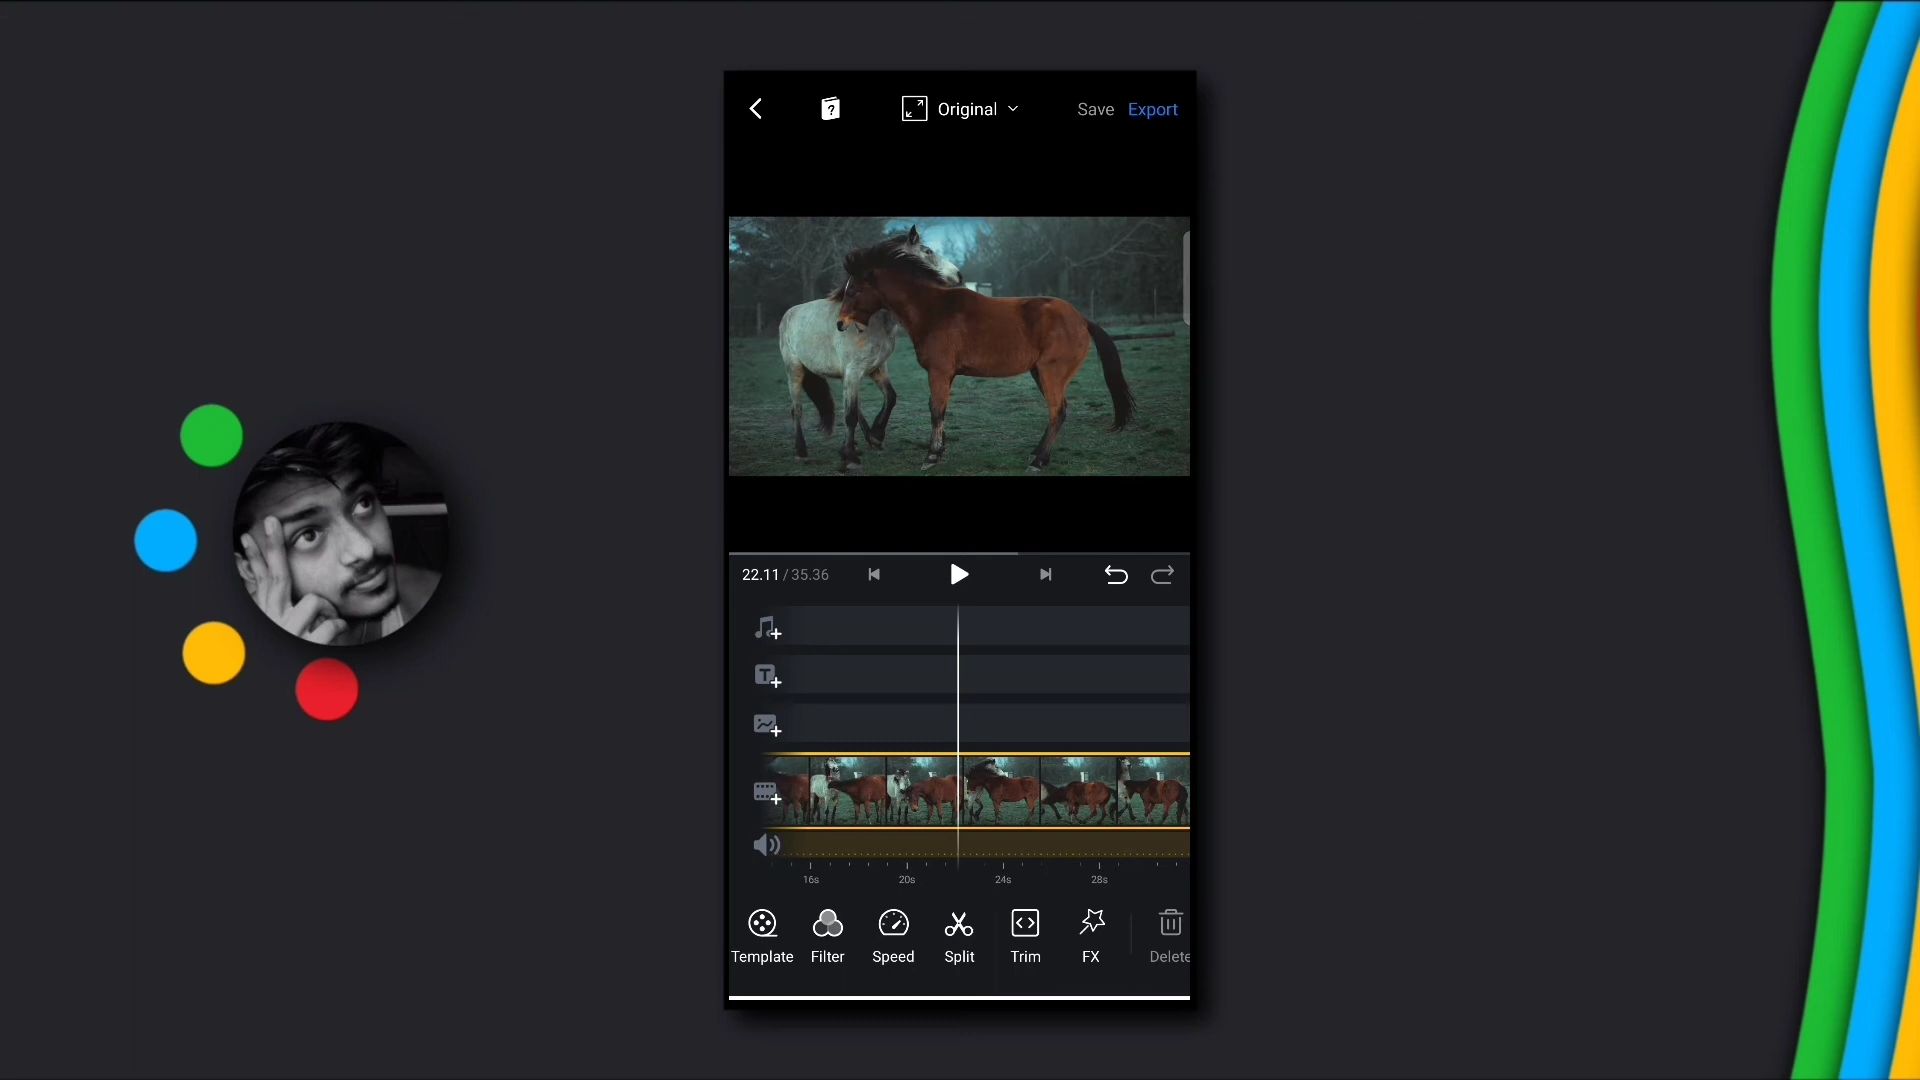 Original
Save Export
22.11 / 35.36
16s 20s 24s 28s
Template Filter Speed Split Trim FX Delete